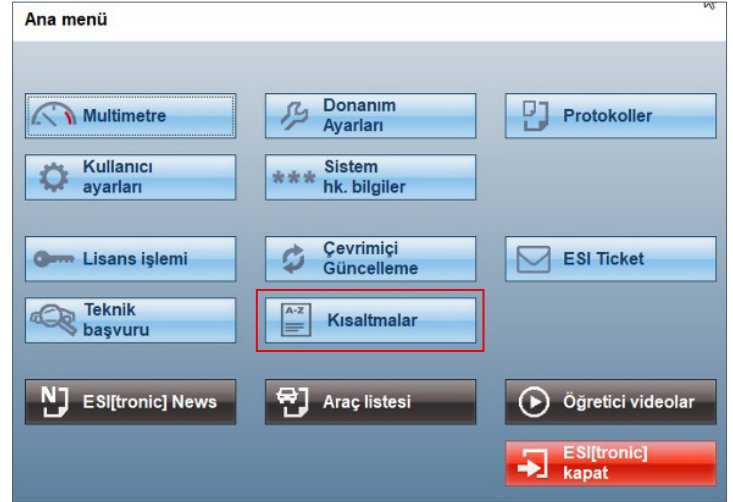 Ana menü
Multimetre
Donanım
Ayarları
Protokoller
Kullanıcı
ayarları
***
Sistem
hk. bilgiler
Lisans işlemi
Çevrimiçi
Güncelleme
ESI Ticket
Teknik
başvuru
A-Z
Kısaltmalar
N
ESI[tronic] News
Araç listesi
Öğretici videolar
ESI[tronic]
kapat